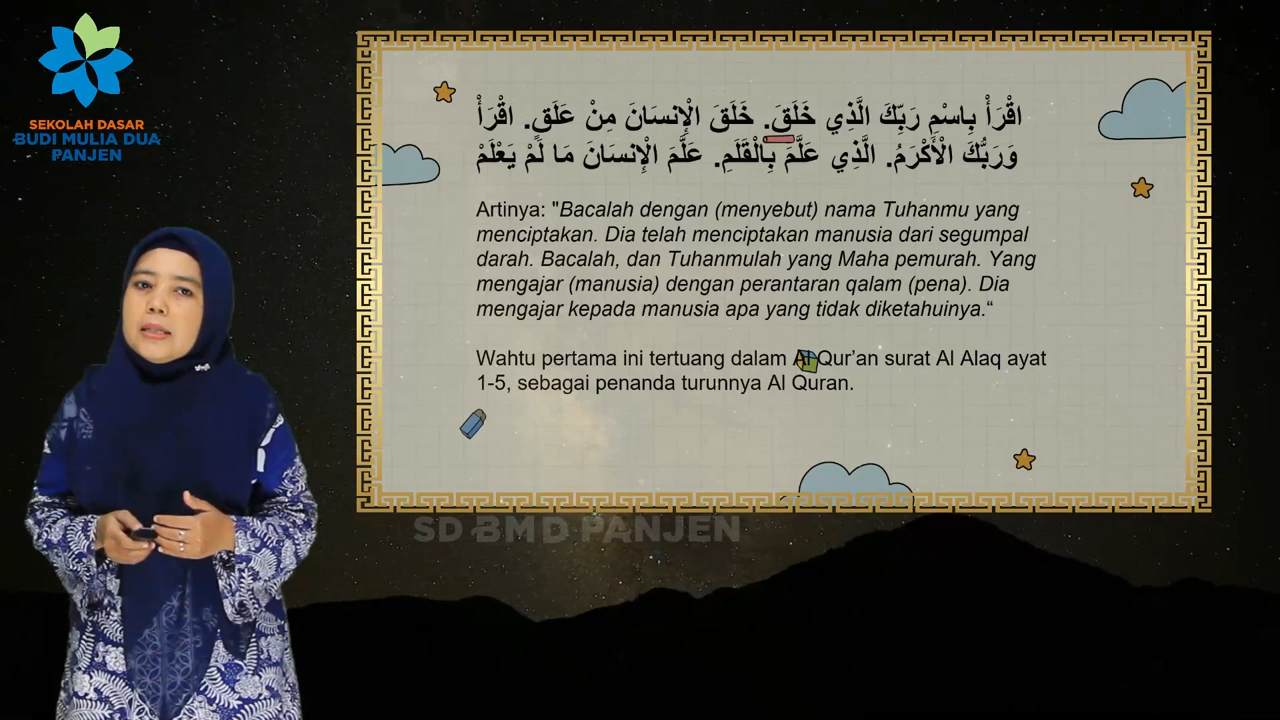 SEKOLAH DASAR
BUDI MULIA DUA
PANJEN
اقْرَأْ بِاسْمِ رَبِّكَ الَّذِي خَلَقَ. خَلَقَ الْإِنسَانَ مِنْ عَلَقٍ. اقْرَأْ
وَرَبُّكَ الْأَكْرَمُ. الَّذِي عَلَّمَ بِالْقَلَمِ. عَلَّمَ الْإِنْسَانَ مَا لَمْ يَعْلَمْ
Artinya: "Bacalah dengan (menyebut) nama Tuhanmu yang
menciptakan. Dia telah menciptakan manusia dari segumpal
darah. Bacalah, dan Tuhanmulah yang Maha pemurah. Yang
mengajar (manusia) dengan perantaran qalam (pena). Dia
mengajar kepada manusia apa yang tidak diketahuinya.“
Wahtu pertama ini tertuang dalam Al Qur’an surat Al Alaq ayat
1-5, sebagai penanda turunnya Al Quran.
SD BMD PANJEN